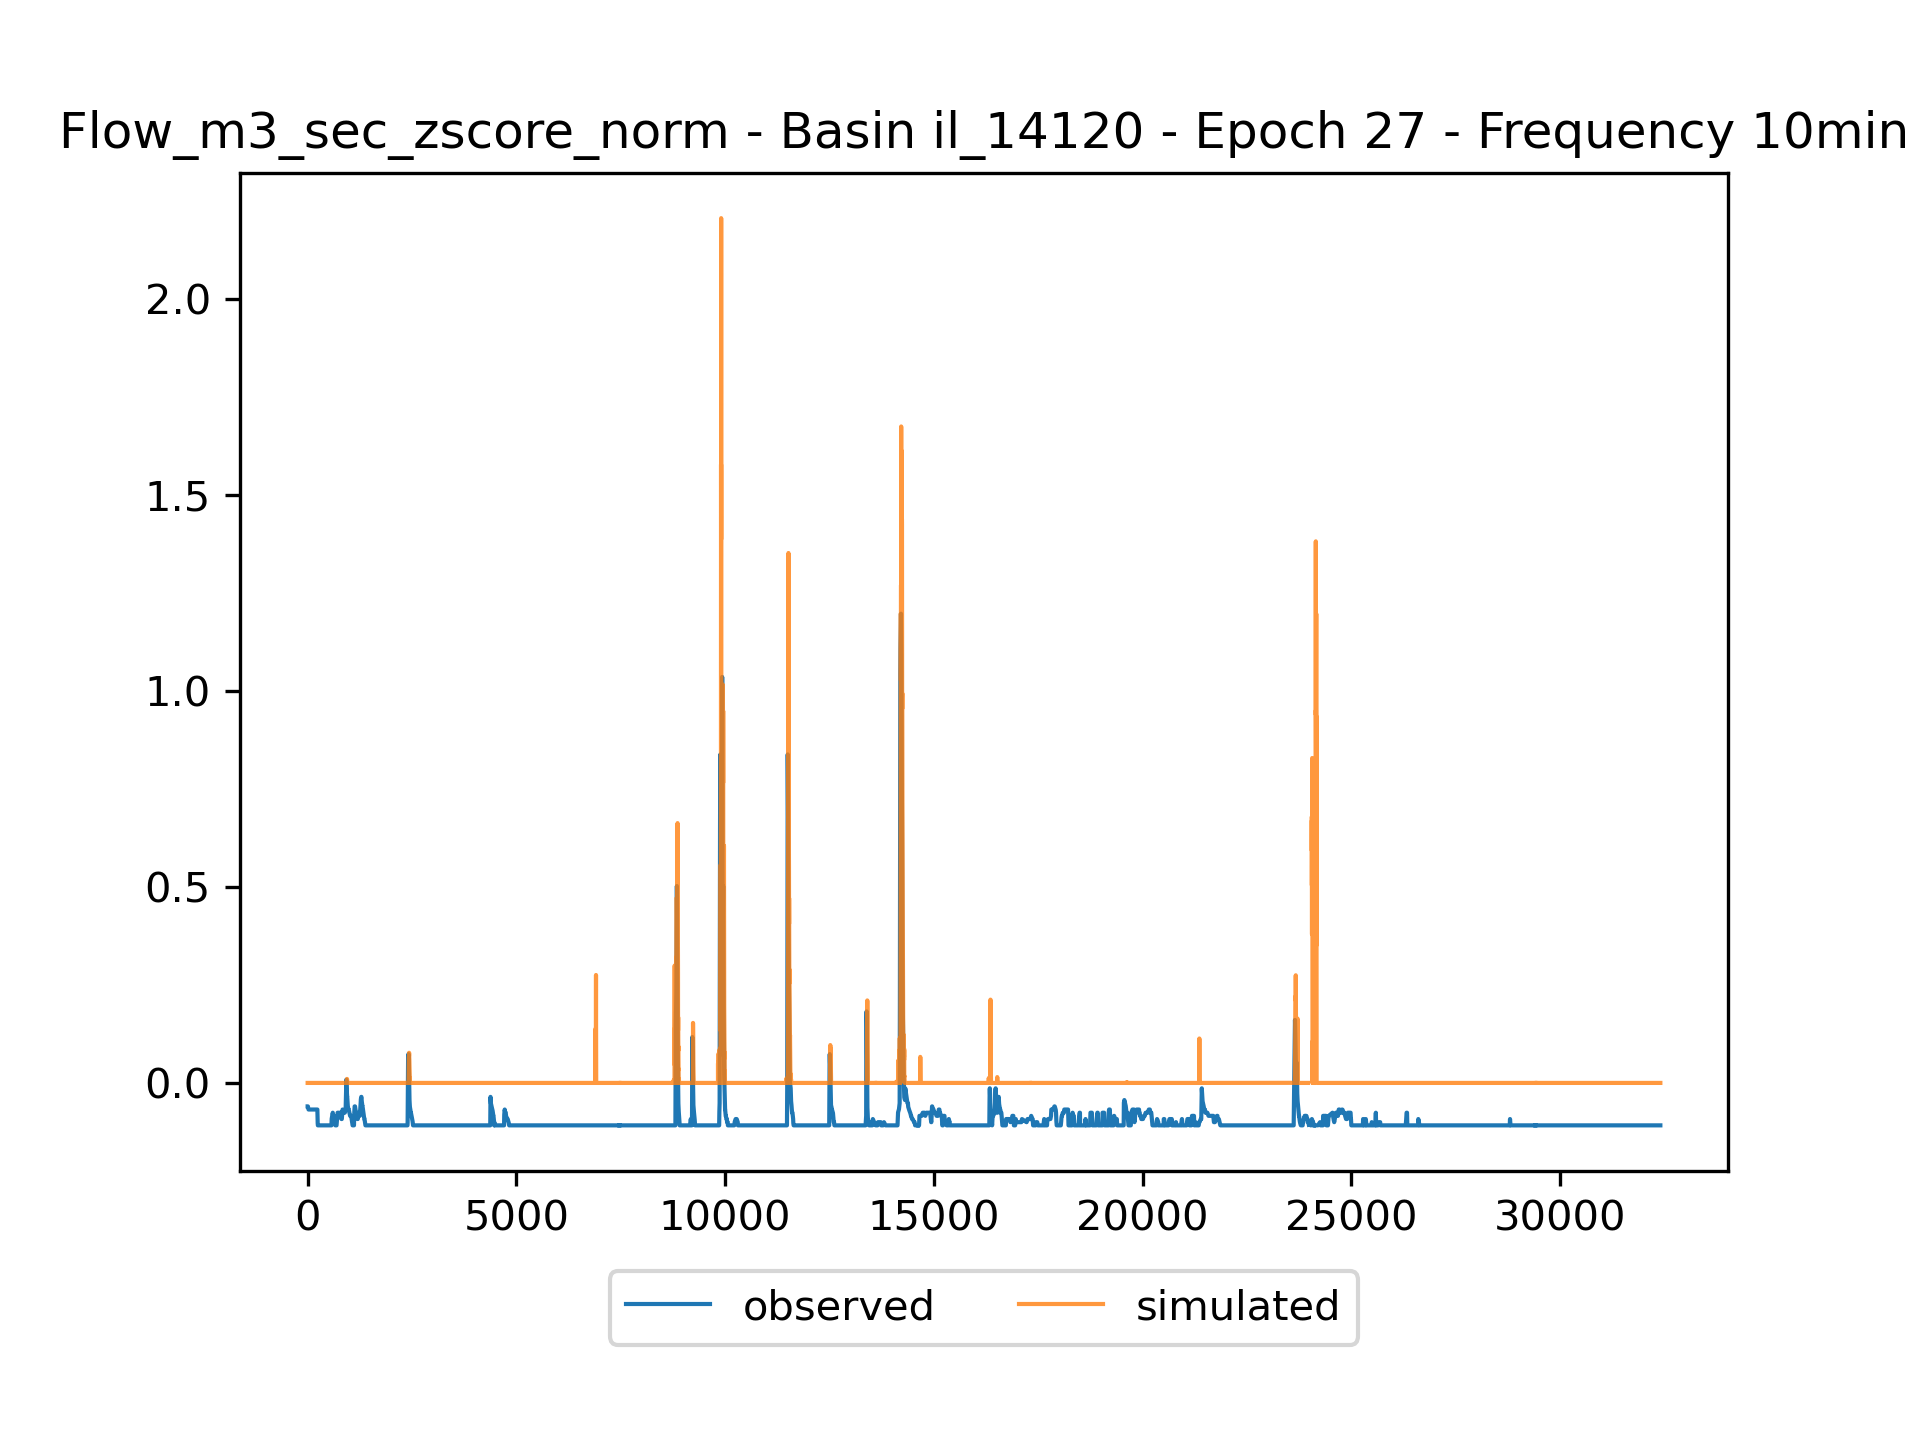 Flow_m3_sec_zscore_norm - Basin il_14120 - Epoch 27 - Frequency 10min
2.0
1.5
1.0
0.5
0.0
0 5000 10000 15000 20000 25000 30000
observed simulated